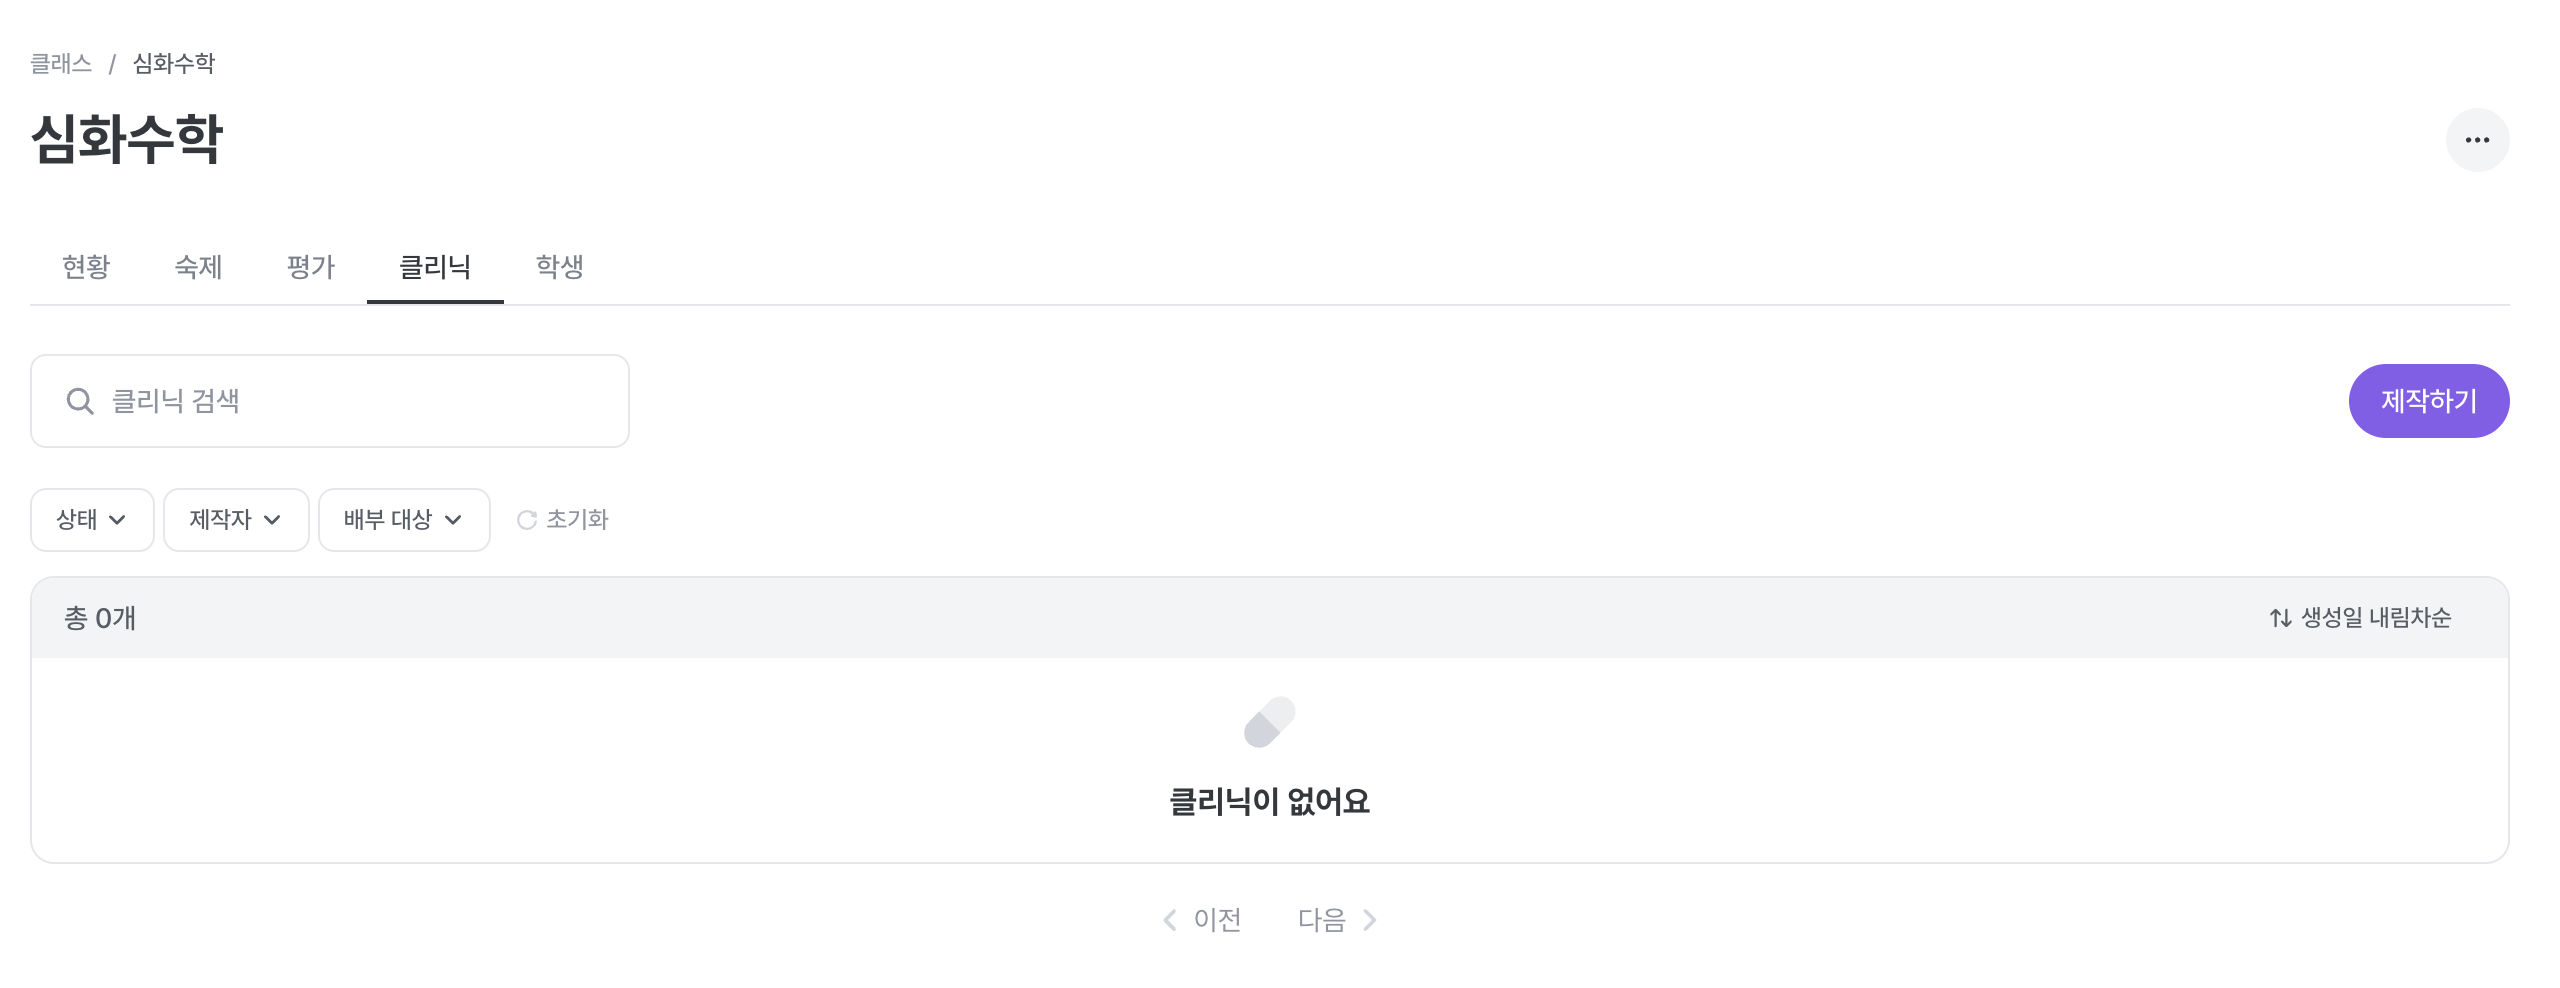 클래스 / 심화수학
심화수학
현황 숙제 평가 클리닉 학생
클리닉 검색
제작하기
상태 제작자 배부 대상 초기화
총 0개
생성일 내림차순
클리닉이 없어요
이전 다음